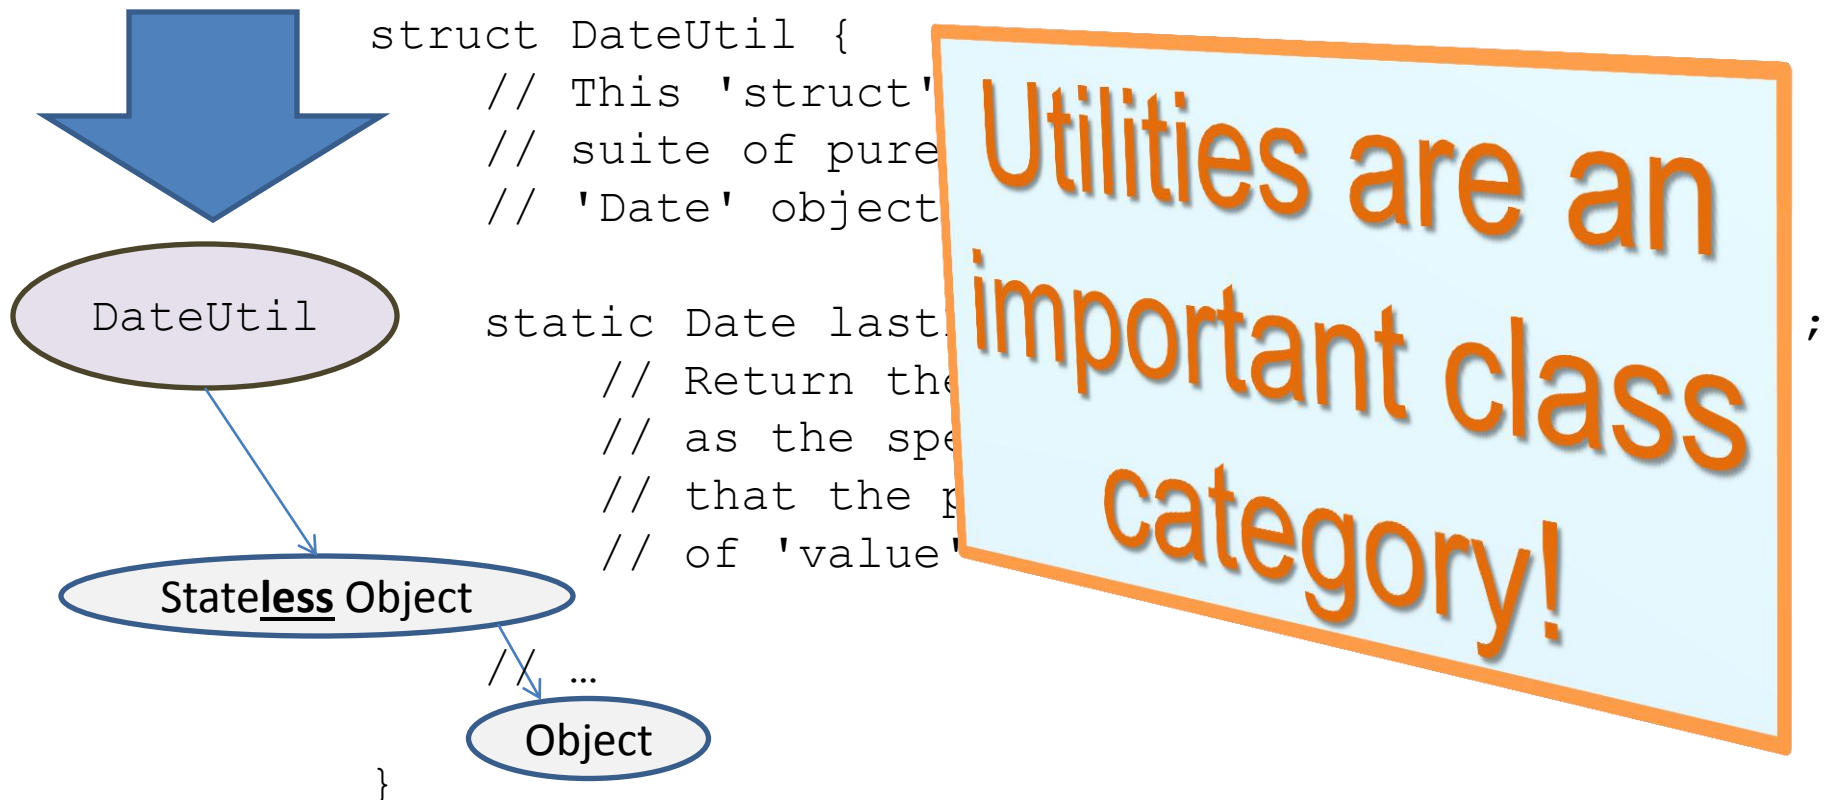 struct DateUtil {
// This 'struct'
// suite of pure
// 'Date' object
static Date last ;
// Return the
// as the spe
// that the p
// of 'value'
// …
}
DateUtil
Stateless Object
Object
Utilities are an
important class
category!